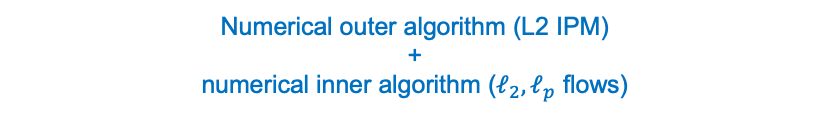 Numerical outer algorithm (L2 IPM)
+
numerical inner algorithm (ℓ₂, ℓₚ flows)